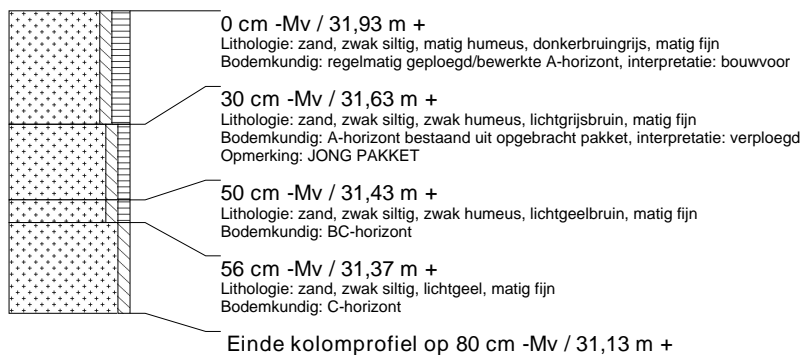 0 cm -Mv / 31,93 m +
Lithologie: zand, zwak siltig, matig humeus, donkerbruingrijs, matig fijn
Bodemkundig: regelmatig geploegd/bewerkte A-horizont, interpretatie: bouwvoor
30 cm -Mv / 31,63 m +
Lithologie: zand, zwak siltig, zwak humeus, lichtgrijsbruin, matig fijn
Bodemkundig: A-horizont bestaand uit opgebracht pakket, interpretatie: verploegd
Opmerking: JONG PAKKET
50 cm -Mv / 31,43 m +
Lithologie: zand, zwak siltig, zwak humeus, lichtgeelbruin, matig fijn
Bodemkundig: BC-horizont
56 cm -Mv / 31,37 m +
Lithologie: zand, zwak siltig, lichtgeel, matig fijn
Bodemkundig: C-horizont
Einde kolomprofiel op 80 cm -Mv / 31,13 m +